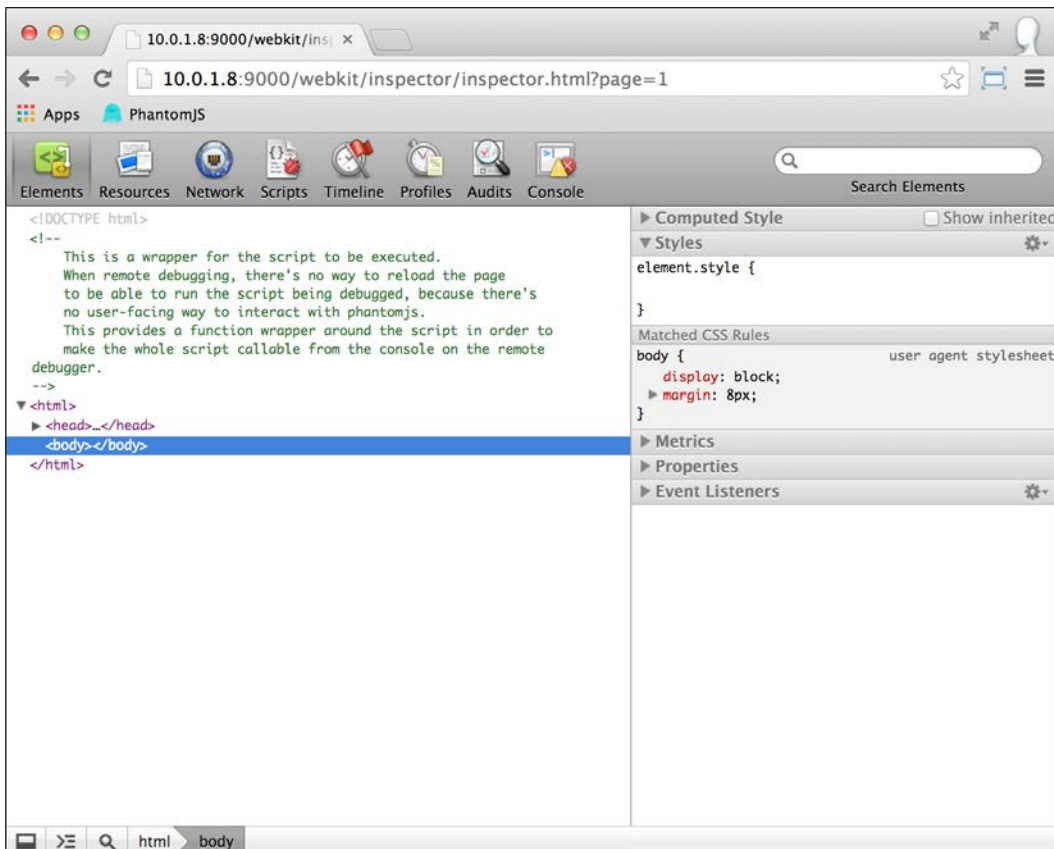 10.0.1.8:9000/webkit/ins
10.0.1.8:9000/webkit/inspector/inspector.html?page=1
Apps PhantomJS
Elements Resources Network Scripts Timeline Profiles Audits Console Search Elements
<!DOCTYPE html>
<!--
This is a wrapper for the script to be executed.
When remote debugging, there's no way to reload the page
to be able to run the script being debugged, because there's
no user-facing way to interact with phantomjs.
This provides a function wrapper around the script in order to
make the whole script callable from the console on the remote
debugger.
-->
<html>
<head>…</head>
<body></body>
</html>
Computed Style Show inherited
Styles
element.style {
}
Matched CSS Rules
body { user agent stylesheet
display: block;
margin: 8px;
}
Metrics
Properties
Event Listeners
html body